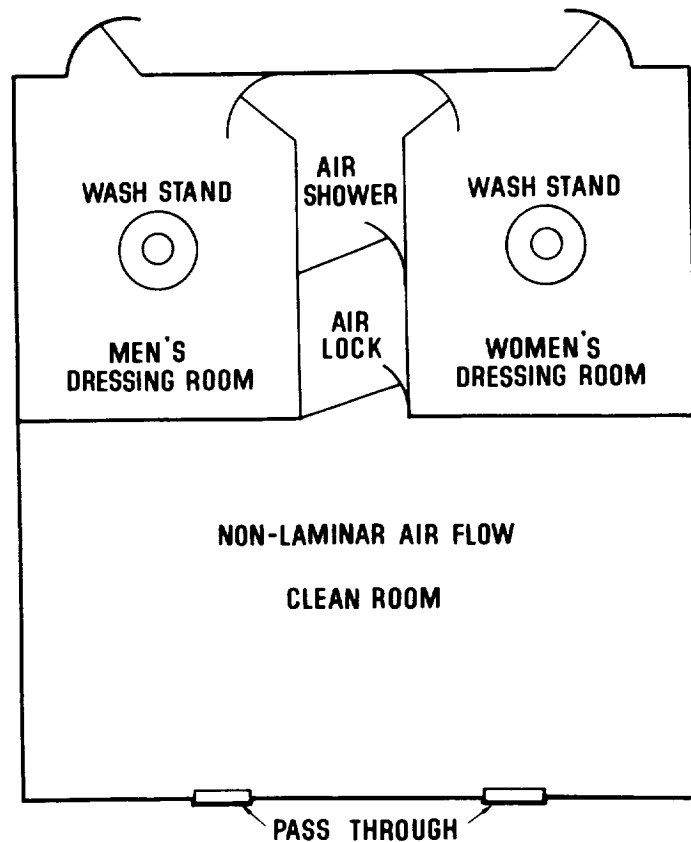 AIR
SHOWER
WASH STAND
WASH STAND
AIR
LOCK
MEN'S
DRESSING ROOM
WOMEN'S
DRESSING ROOM
NON-LAMINAR AIR FLOW
CLEAN ROOM
PASS THROUGH